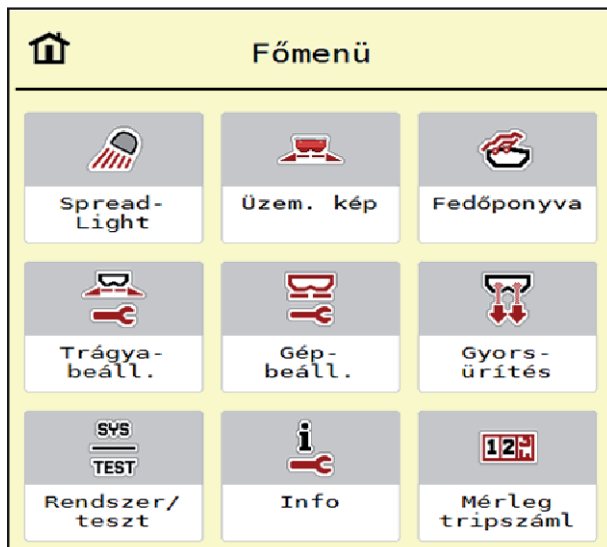 Főmenü
Spread-
Light
Üzem. kép
Fedőponyva
Trágya-
beáll.
Gép-
beáll.
Gyors-
ürítés
SYS
TEST
Rendszer/
teszt
i
Info
12
Mérleg
tripszáml